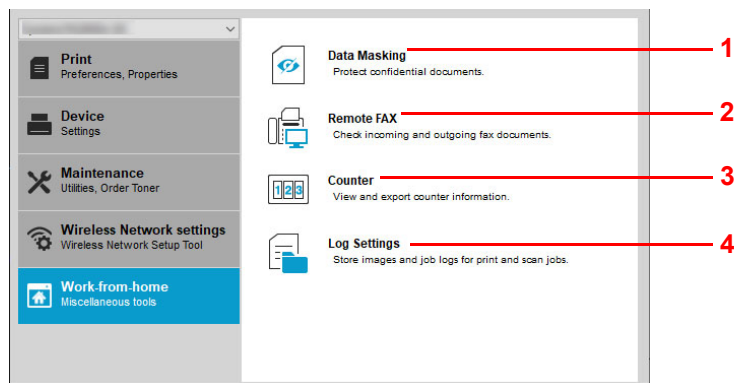 Print
Preferences, Properties
Device
Settings
Maintenance
Utilities, Order Toner
Wireless Network settings
Wireless Network Setup Tool
Work-from-home
Miscellaneous tools
Data Masking
Protect confidential documents.
1
Remote FAX
Check incoming and outgoing fax documents.
2
123
Counter
View and export counter information.
3
Log Settings
Store images and job logs for print and scan jobs.
4